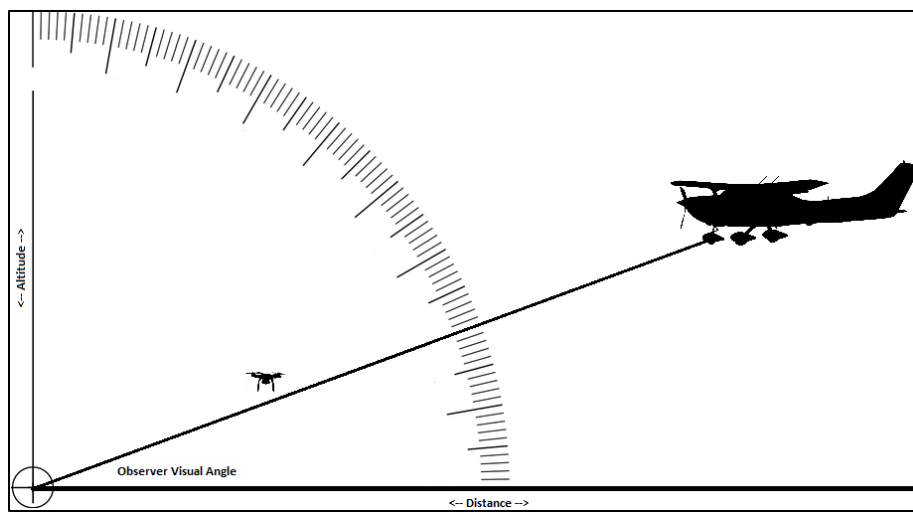 <-- Altitude -->
Observer Visual Angle
<-- Distance -->